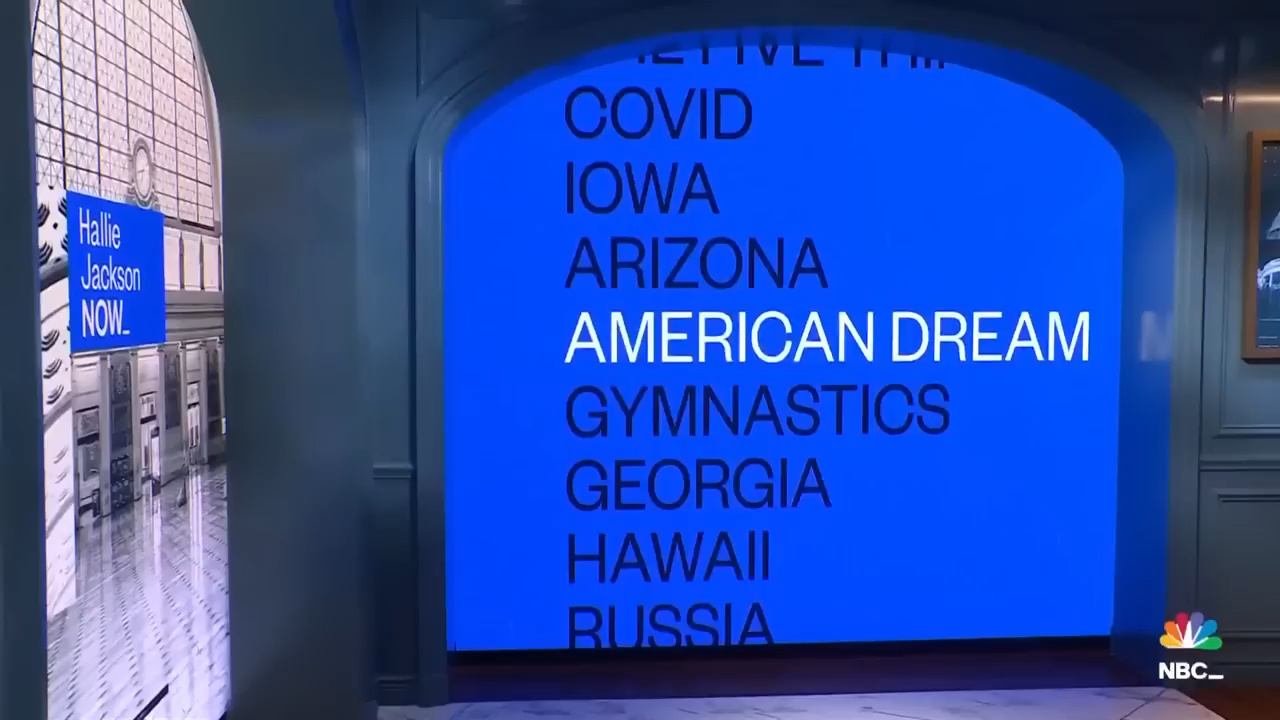 Hallie
Jackson
NOW_
COVID
IOWA
ARIZONA
AMERICAN DREAM
GYMNASTICS
GEORGIA
HAWAII
RUSSIA
NBC_